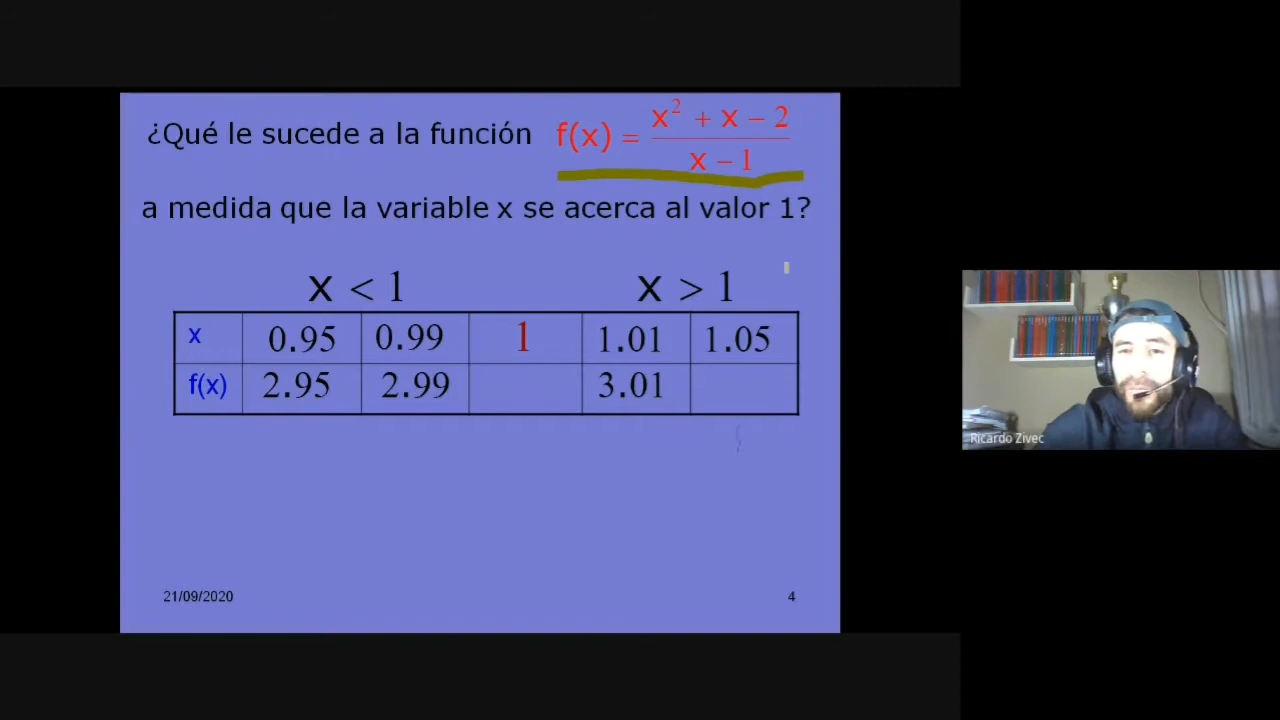 ¿Qué le sucede a la función f(x) = x² + x − 2 / x − 1
a medida que la variable x se acerca al valor 1?
x < 1 x > 1
x 0.95 0.99 1 1.01 1.05
f(x) 2.95 2.99 3.01
21/09/2020 4
Ricardo Zivec